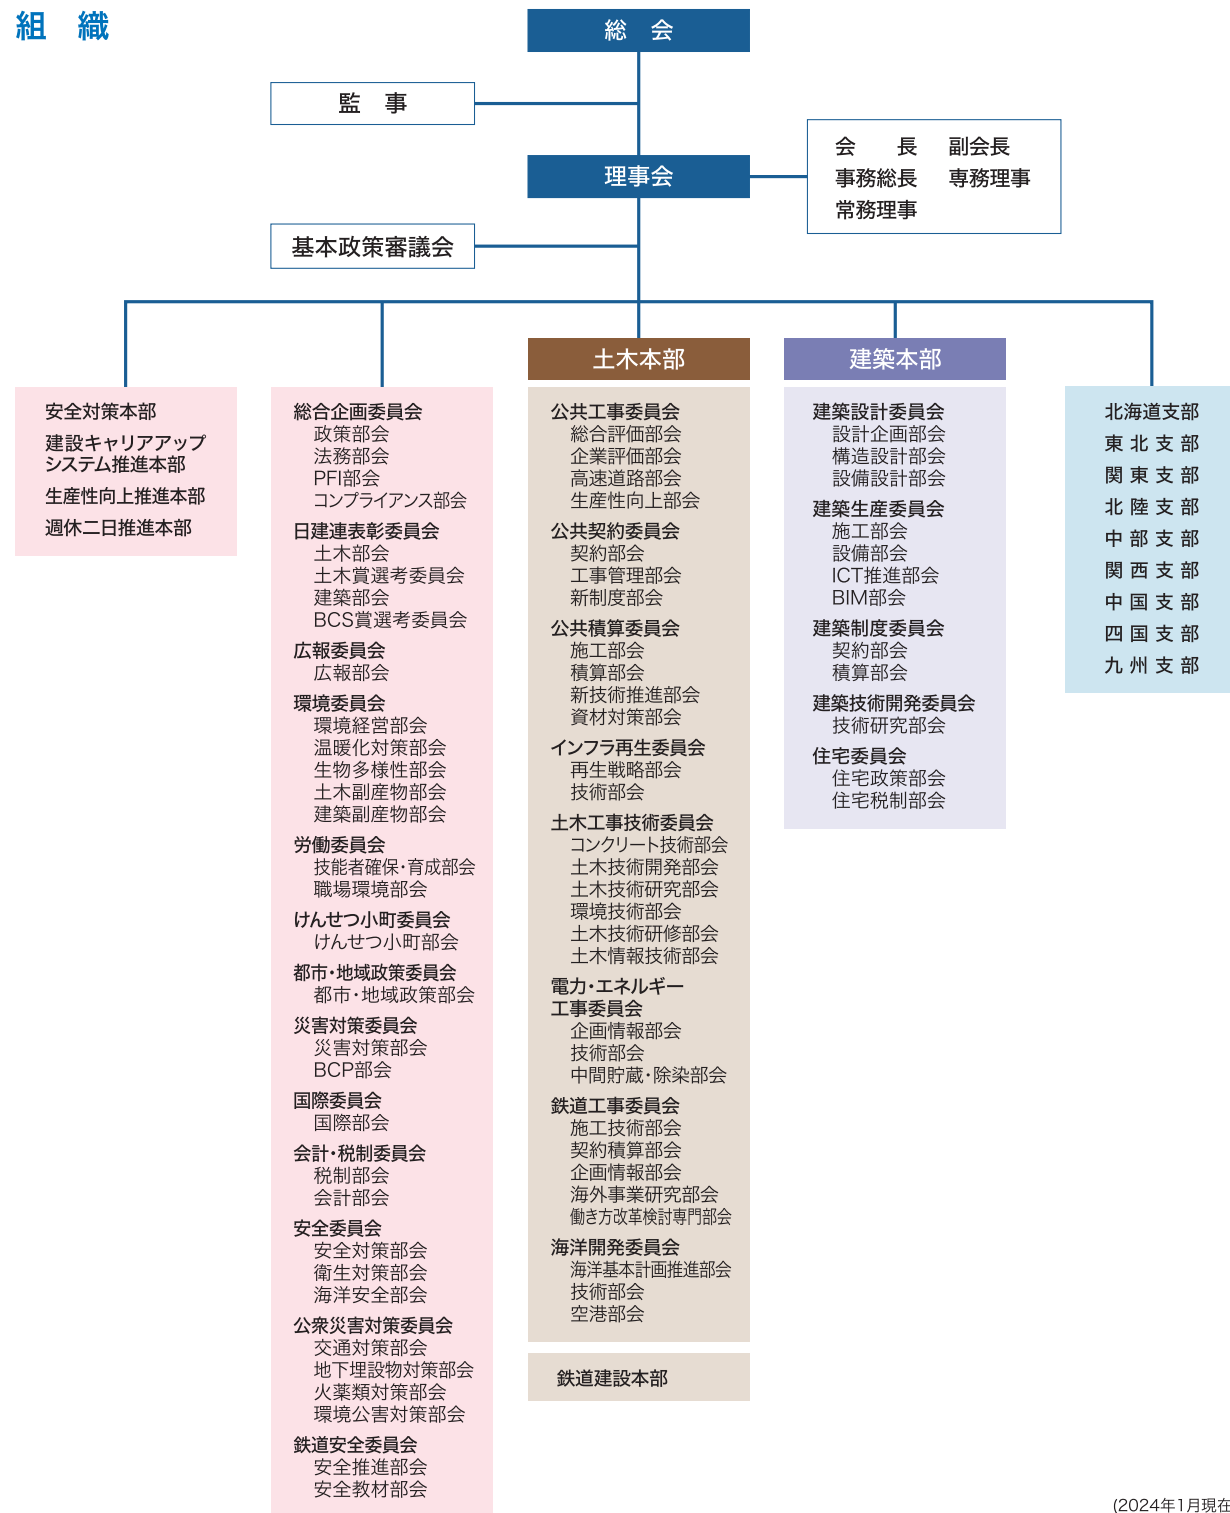 組 織
総 会
監 事
理事会
会 長 副会長
事務総長 専務理事
常務理事
基本政策審議会
安全対策本部
建設キャリアアップ
システム推進本部
生産性向上推進本部
週休二日推進本部
総合企画委員会
政策部会
法務部会
PFI部会
コンプライアンス部会
日建連表彰委員会
土木部会
土木賞選考委員会
建築部会
BCS賞選考委員会
広報委員会
広報部会
環境委員会
環境経営部会
温暖化対策部会
生物多様性部会
土木副産物部会
建築副産物部会
労働委員会
技能者確保・育成部会
職場環境部会
けんせつ小町委員会
けんせつ小町部会
都市・地域政策委員会
都市・地域政策部会
災害対策委員会
災害対策部会
BCP部会
国際委員会
国際部会
会計・税制委員会
税制部会
会計部会
安全委員会
安全対策部会
衛生対策部会
海洋安全部会
公衆災害対策委員会
交通対策部会
地下埋設物対策部会
火薬類対策部会
環境公害対策部会
鉄道安全委員会
安全推進部会
安全教材部会
土木本部
公共工事委員会
総合評価部会
企業評価部会
高速道路部会
生産性向上部会
公共契約委員会
契約部会
工事管理部会
新制度部会
公共積算委員会
施工部会
積算部会
新技術推進部会
資材対策部会
インフラ再生委員会
再生戦略部会
技術部会
土木工事技術委員会
コンクリート技術部会
土木技術開発部会
土木技術研究部会
環境技術部会
土木技術研修部会
土木情報技術部会
電力・エネルギー
工事委員会
企画情報部会
技術部会
中間貯蔵・除染部会
鉄道工事委員会
施工技術部会
契約積算部会
企画情報部会
海外事業研究部会
働き方改革検討専門部会
海洋開発委員会
海洋基本計画推進部会
技術部会
空港部会
鉄道建設本部
建築本部
建築設計委員会
設計企画部会
構造設計部会
設備設計部会
建築生産委員会
施工部会
設備部会
ICT推進部会
BIM部会
建築制度委員会
契約部会
積算部会
建築技術開発委員会
技術研究部会
住宅委員会
住宅政策部会
住宅税制部会
北海道支部
東北支部
関東支部
北陸支部
中部支部
関西支部
中国支部
四国支部
九州支部
(2024年1月現在